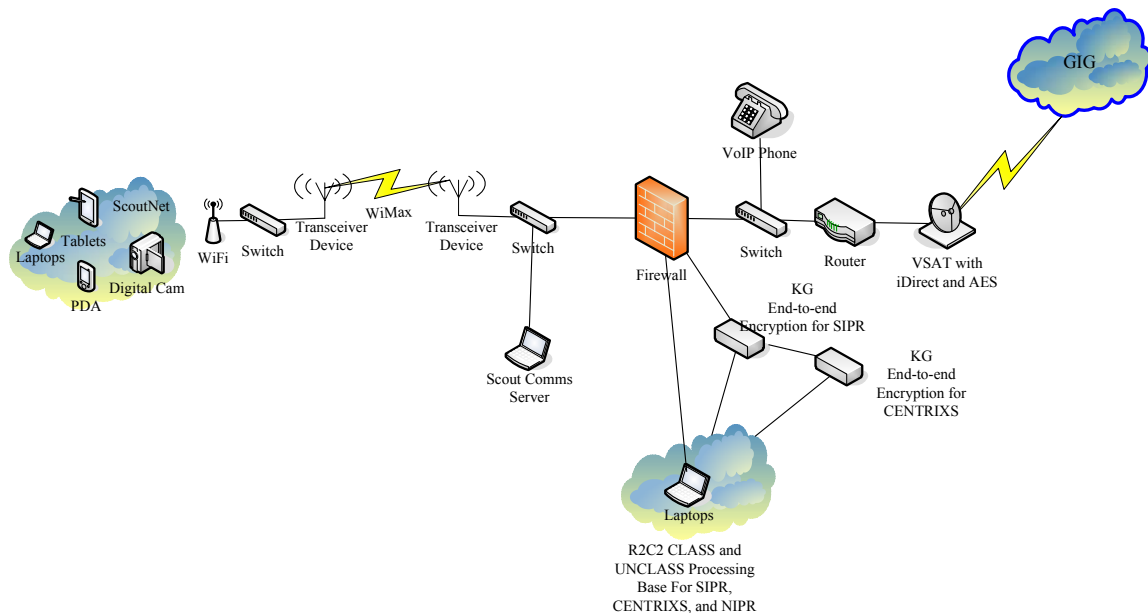 GIG
VoIP Phone
ScoutNet
Tablets
Laptops
PDA
Digital Cam
WiFi
Switch
Transceiver
Device
WiMax
Transceiver
Device
Switch
Scout Comms
Server
Firewall
Switch
Router
VSAT with
iDirect and AES
KG
End-to-end
Encryption for SIPR
KG
End-to-end
Encryption for
CENTRIXS
Laptops
R2C2 CLASS and
UNCLASS Processing
Base For SIPR,
CENTRIXS, and NIPR